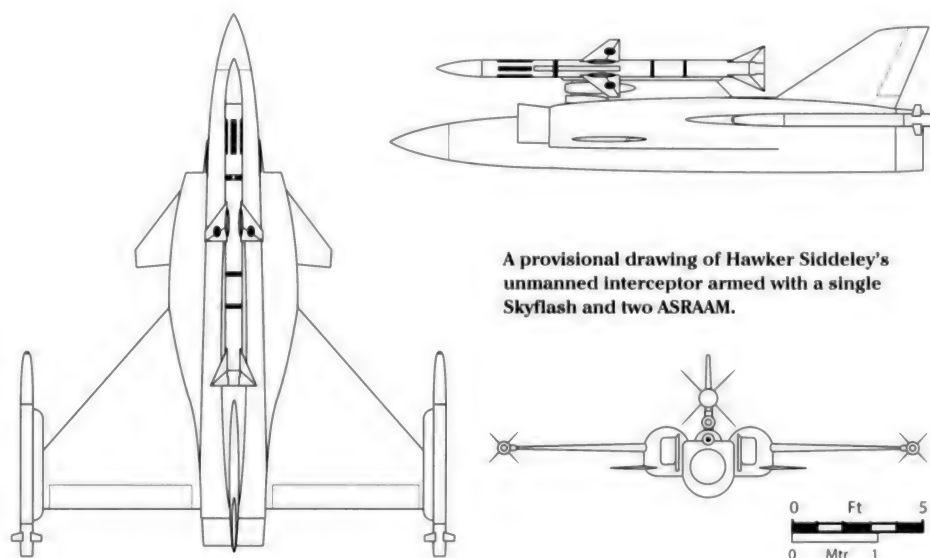 A provisional drawing of Hawker Siddeley's
unmanned interceptor armed with a single
Skyflash and two ASRAAM.
0 Ft 5
0 Mtr 1